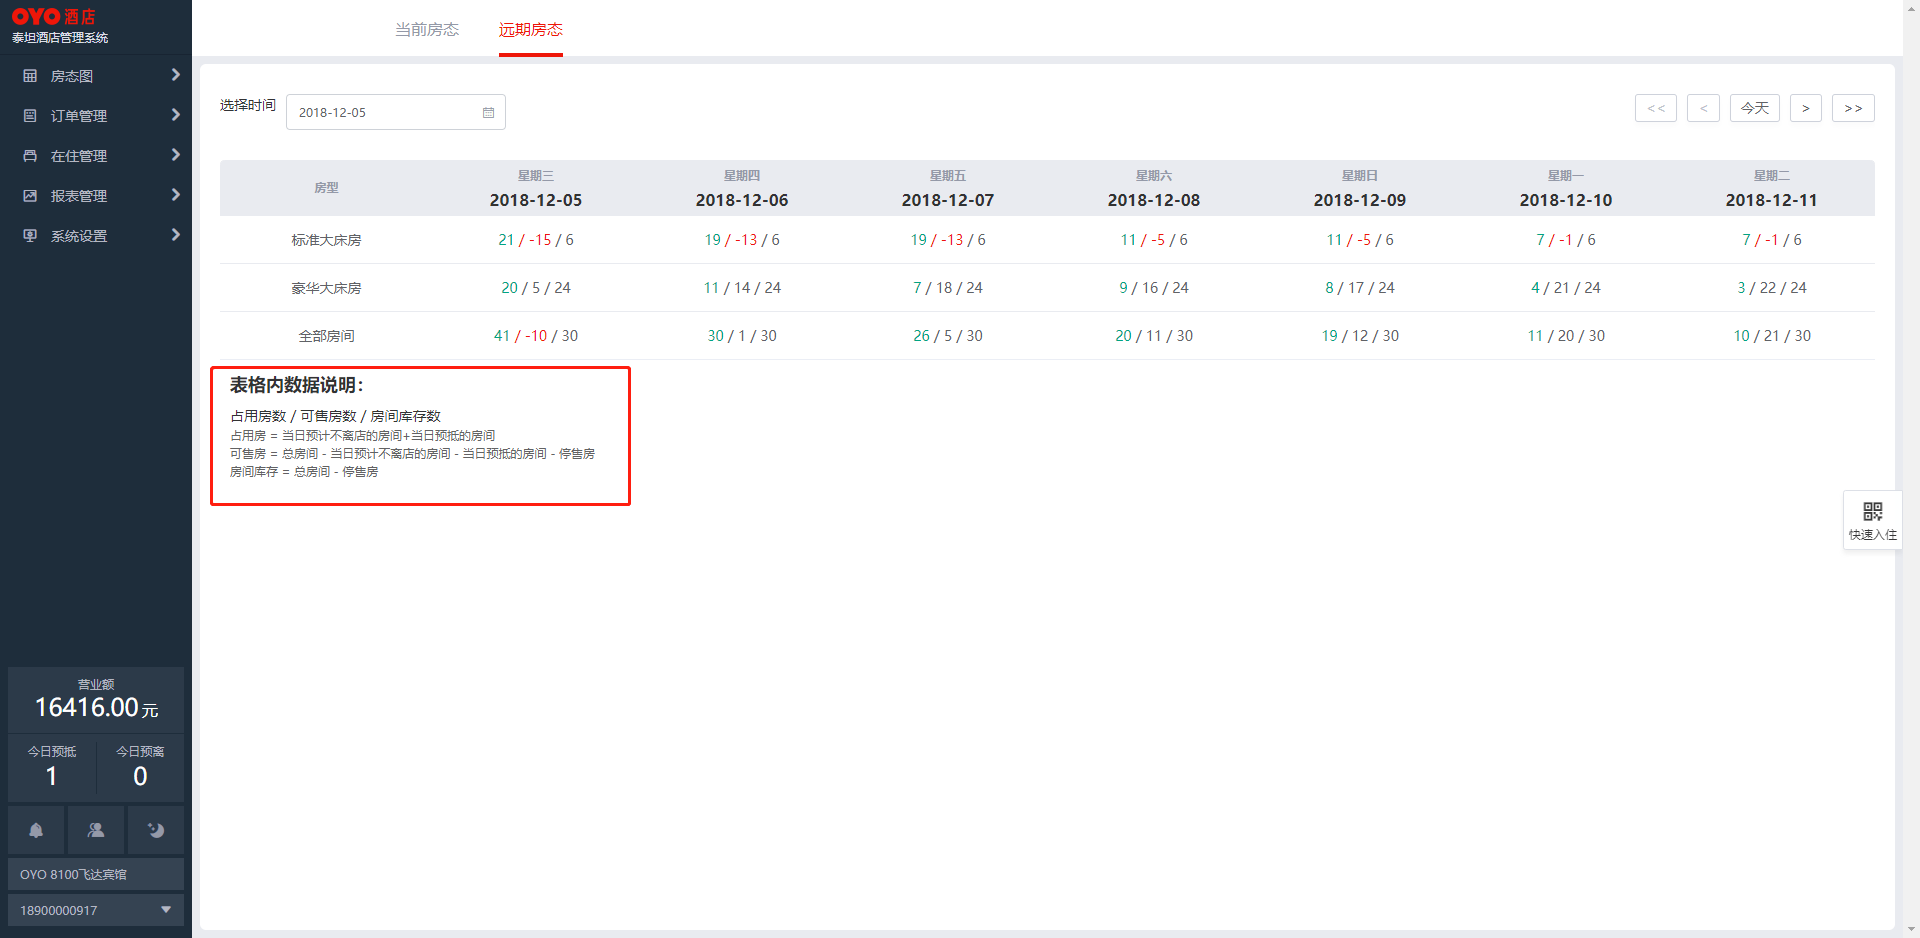 OYO 酒店
泰坦酒店管理系统
房态图
订单管理
在住管理
报表管理
系统设置
营业额
16416.00元
今日预抵 今日预离
1 0
OYO 8100飞达宾馆
18900000917
当前房态 远期房态
选择时间 2018-12-05 << < 今天 > >>
房型 星期三 星期四 星期五 星期六 星期日 星期一 星期二
2018-12-05 2018-12-06 2018-12-07 2018-12-08 2018-12-09 2018-12-10 2018-12-11
标准大床房 21 / -15 / 6 19 / -13 / 6 19 / -13 / 6 11 / -5 / 6 11 / -5 / 6 7 / -1 / 6 7 / -1 / 6
豪华大床房 20 / 5 / 24 11 / 14 / 24 7 / 18 / 24 9 / 16 / 24 8 / 17 / 24 4 / 21 / 24 3 / 22 / 24
全部房间 41 / -10 / 30 30 / 1 / 30 26 / 5 / 30 20 / 11 / 30 19 / 12 / 30 11 / 20 / 30 10 / 21 / 30
表格内数据说明：
占用房数 / 可售房数 / 房间库存数
占用房 = 当日预计不离店的房间+当日预抵的房间
可售房 = 总房间 - 当日预计不离店的房间 - 当日预抵的房间 - 停售房
房间库存 = 总房间 - 停售房
快速入住